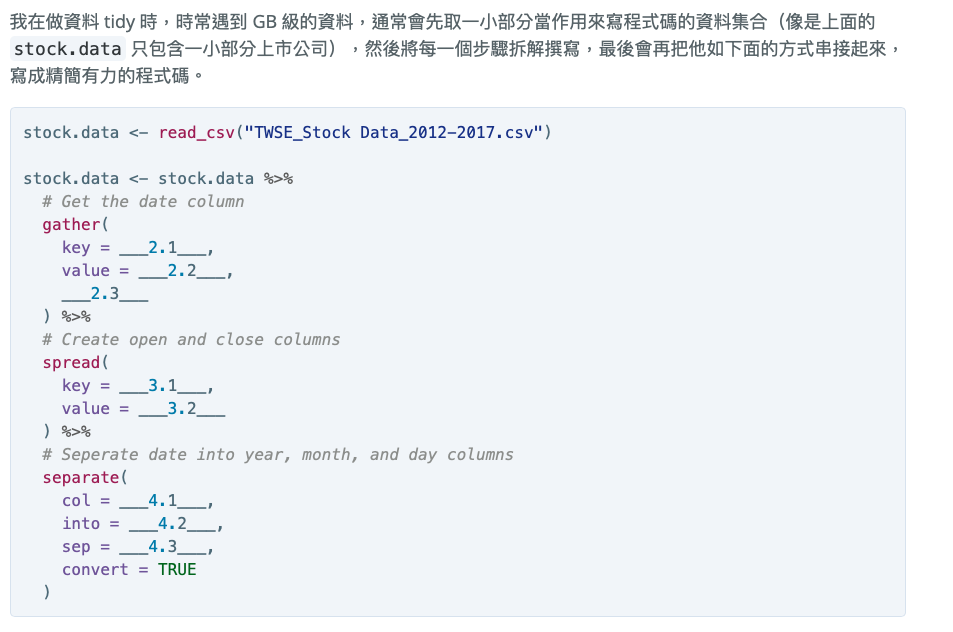 我在做資料 tidy 時，時常遇到 GB 級的資料，通常會先取一小部分當作用來寫程式碼的資料集合（像是上面的
stock.data 只包含一小部分上市公司），然後將每一個步驟拆解撰寫，最後會再把他如下面的方式串接起來，
寫成精簡有力的程式碼。
stock.data <- read_csv("TWSE_Stock Data_2012-2017.csv")
stock.data <- stock.data %>%
# Get the date column
gather(
key = ___2.1___,
value = ___2.2___,
___2.3___
) %>%
# Create open and close columns
spread(
key = ___3.1___,
value = ___3.2___
) %>%
# Seperate date into year, month, and day columns
separate(
col = ___4.1___,
into = ___4.2___,
sep = ___4.3___,
convert = TRUE
)